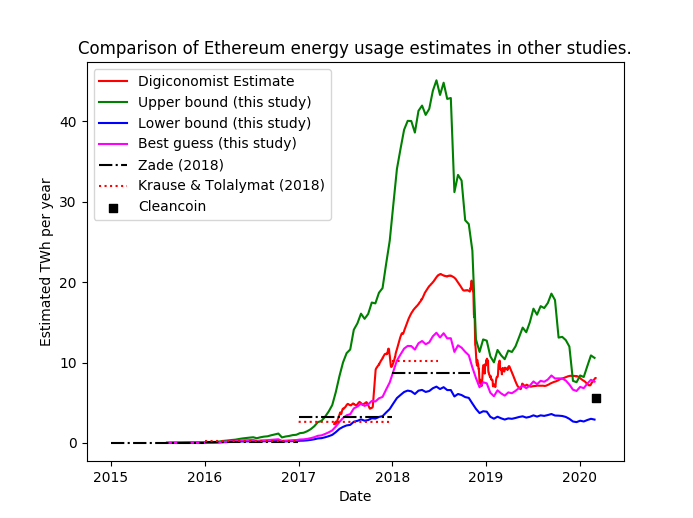 Comparison of Ethereum energy usage estimates in other studies.
Digiconomist Estimate
Upper bound (this study)
Lower bound (this study)
Best guess (this study)
Zade (2018)
Krause & Tolalymat (2018)
Cleancoin
Estimated TWh per year
40
30
20
10
0
2015 2016 2017 2018 2019 2020
Date